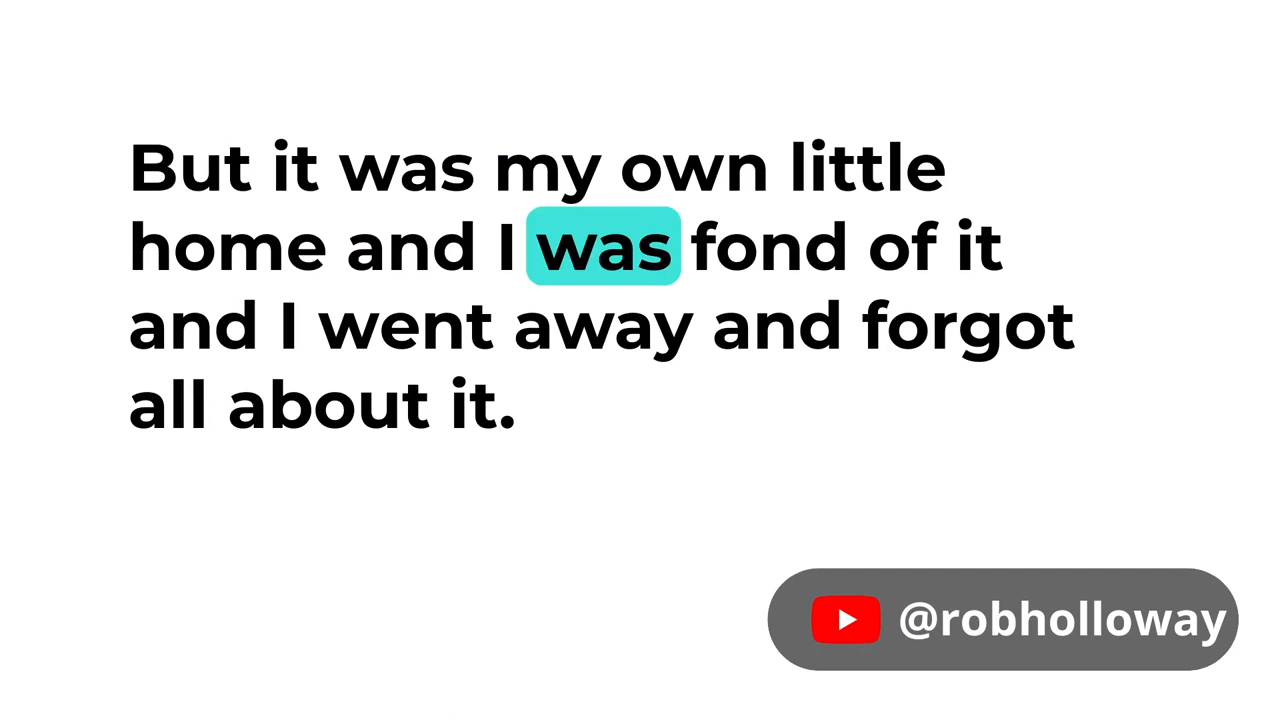 But it was my own little
home and I was fond of it
and I went away and forgot
all about it.
@robholloway